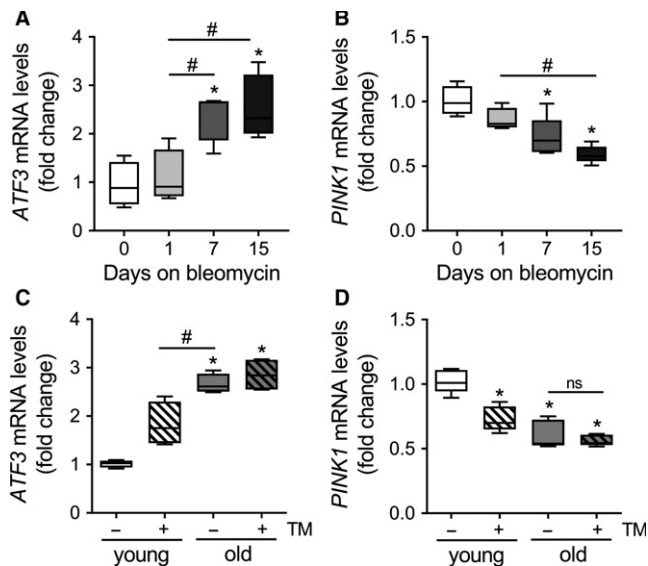 A
ATF3 mRNA levels
(fold change)
4
3
2
1
0
#
#
*
*
0 1 7 15
Days on bleomycin
B
PINK1 mRNA levels
(fold change)
1.5
1.0
0.5
0.0
#
*
*
0 1 7 15
Days on bleomycin
C
ATF3 mRNA levels
(fold change)
4
3
2
1
0
#
*
*
– + – + TM
young old
D
PINK1 mRNA levels
(fold change)
1.5
1.0
0.5
0.0
ns
*
*
*
– + – + TM
young old